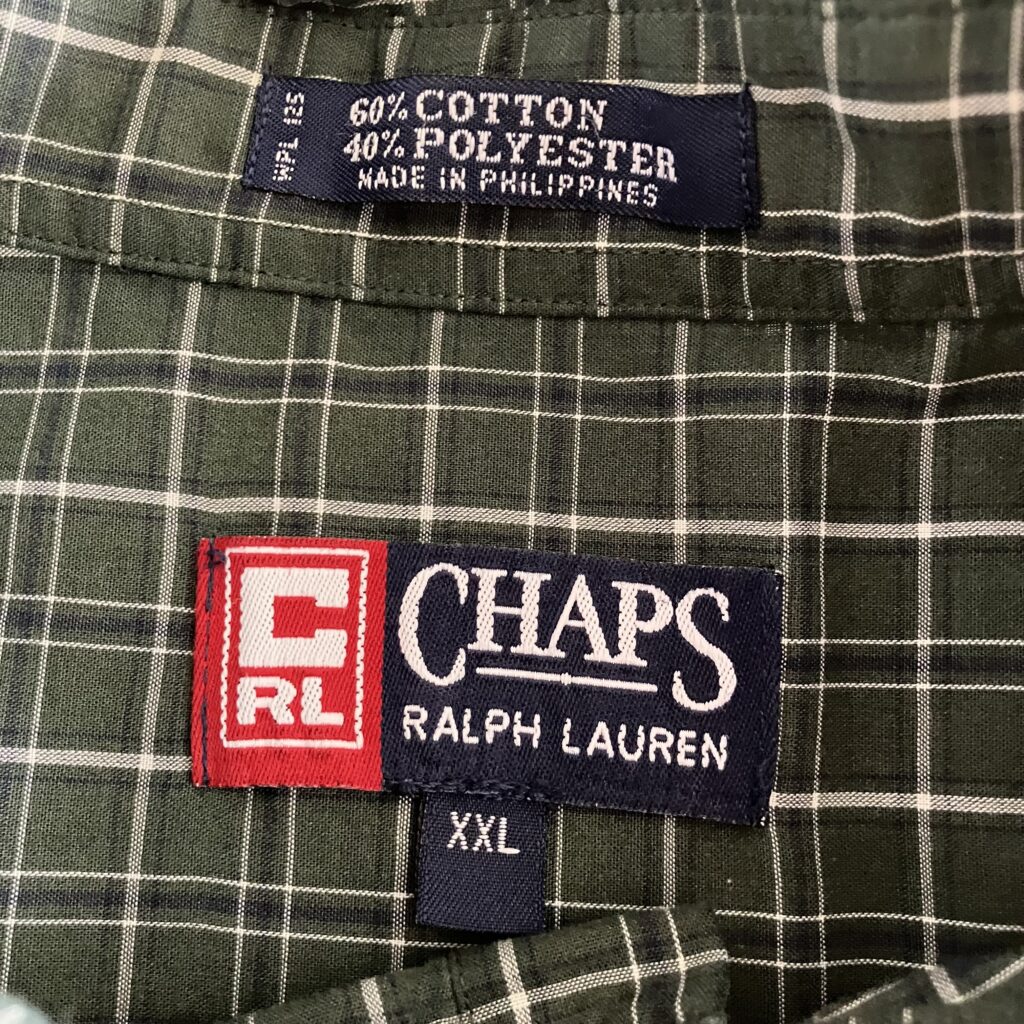 WPL 125
60% COTTON
40% POLYESTER
MADE IN PHILIPPINES
C
RL
CHAPS
RALPH LAUREN
XXL